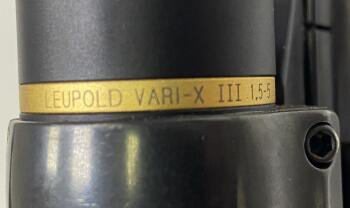 LEUPOLD VARI-X III 1,5-5